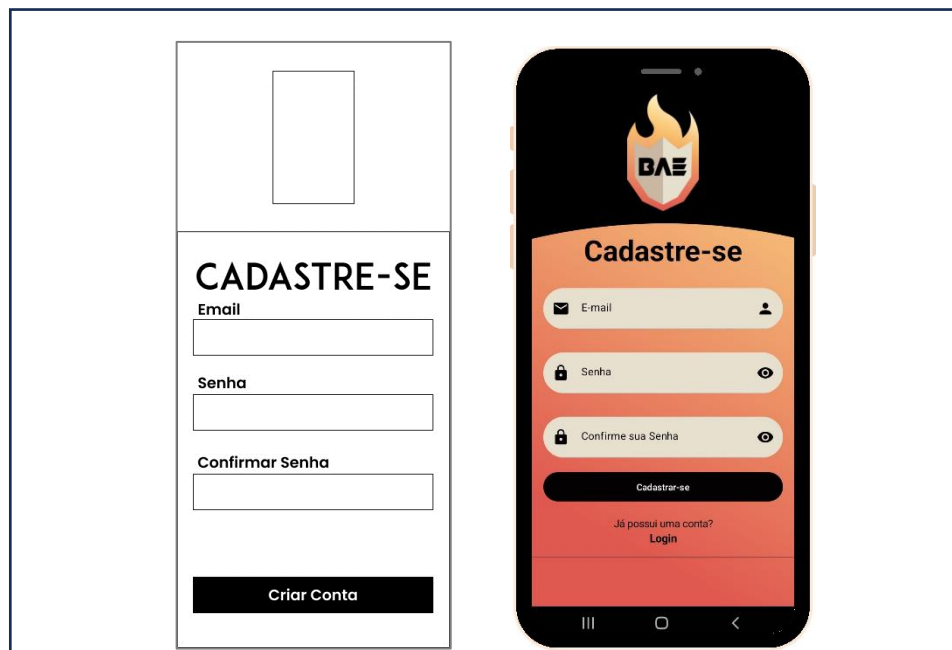 CADASTRE-SE
Email
Senha
Confirmar Senha
Criar Conta
BAE
Cadastre-se
E-mail
Senha
Confirme sua Senha
Cadastrar-se
Já possui uma conta?
Login